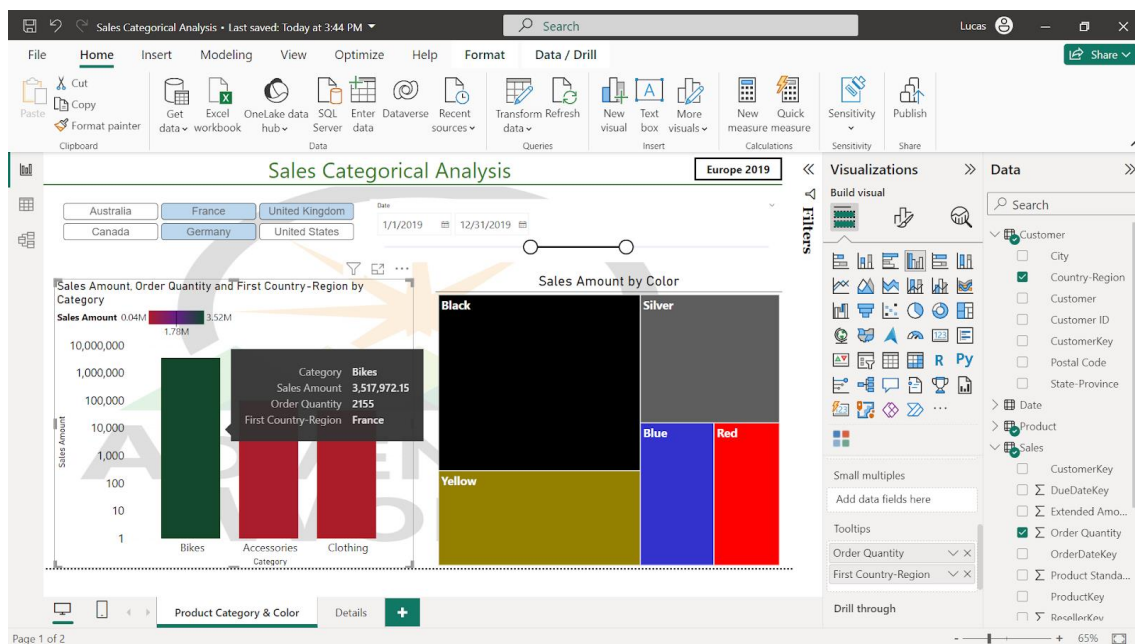 Sales Categorical Analysis • Last saved: Today at 3:44 PM
Search
Lucas
File Home Insert Modeling View Optimize Help Format Data / Drill
Share
Paste
Cut
Copy
Format painter
Clipboard
Get data
Excel workbook
OneLake data hub
SQL Server
Enter data
Dataverse
Recent sources
Data
Transform data
Refresh
Queries
New visual
Text box
More visuals
Insert
New measure
Quick measure
Calculations
Sensitivity
Sensitivity
Publish
Share
Sales Categorical Analysis
Europe 2019
Australia France United Kingdom
Canada Germany United States
Date
1/1/2019 12/31/2019
Filters
Sales Amount, Order Quantity and First Country-Region by
Category
Sales Amount 0.04M 3.52M
1.78M
10,000,000
1,000,000
100,000
10,000
1,000
100
10
1
Sales Amount
Category Bikes
Sales Amount 3,517,972.15
Order Quantity 2155
First Country-Region France
Bikes Accessories Clothing
Category
Sales Amount by Color
Black
Silver
Blue
Red
Yellow
Visualizations
Build visual
123
R Py
123
Small multiples
Add data fields here
Tooltips
Order Quantity
First Country-Region
Drill through
Data
Search
Customer
City
Country-Region
Customer
Customer ID
CustomerKey
Postal Code
State-Province
Date
Product
Sales
CustomerKey
DueDateKey
Extended Amo...
Order Quantity
OrderDateKey
Product Standa...
ProductKey
ResellerKey
Product Category & Color
Details
Page 1 of 2
65%